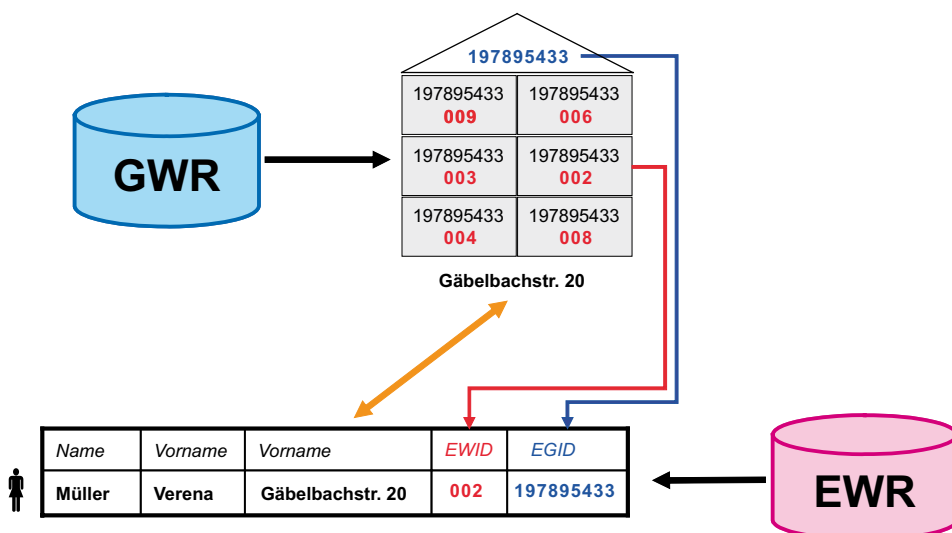 197895433
197895433 197895433
009 006
GWR
197895433 197895433
003 002
197895433 197895433
004 008
Gäbelbachstr. 20
Name Vorname Vorname EWID EGID
Müller Verena Gäbelbachstr. 20 002 197895433
EWR